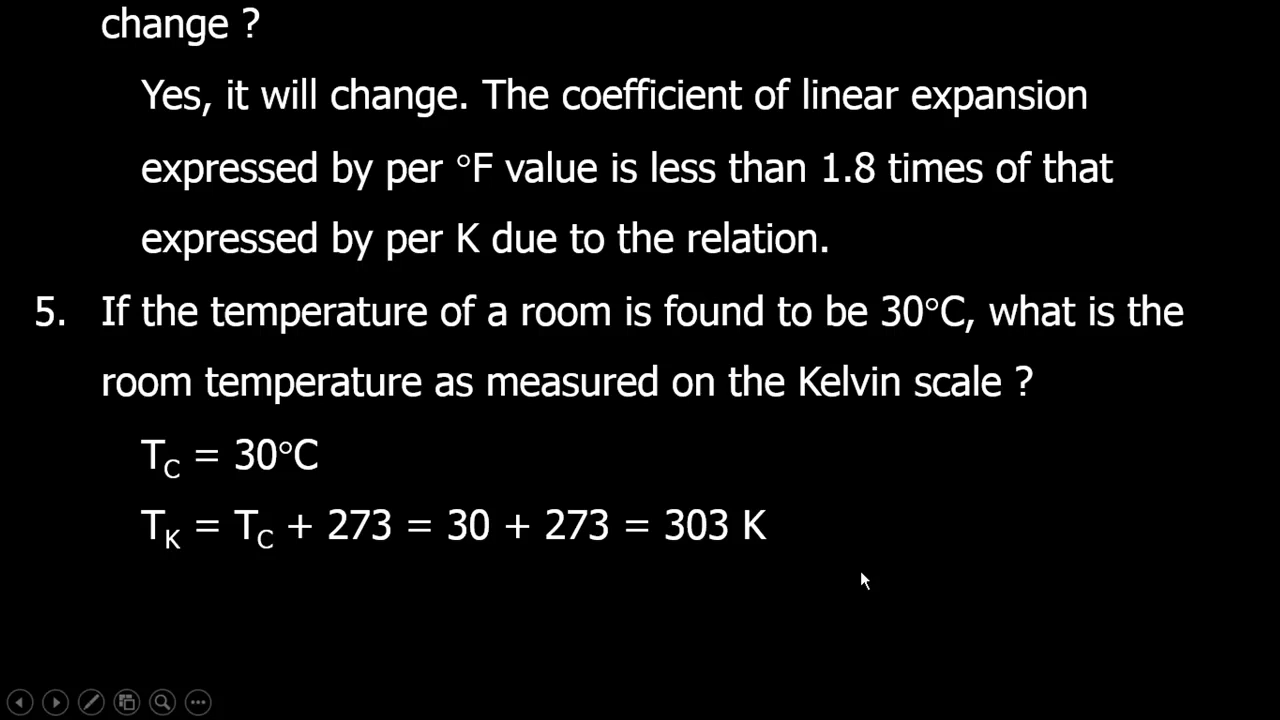 change ?
Yes, it will change. The coefficient of linear expansion
expressed by per °F value is less than 1.8 times of that
expressed by per K due to the relation.
5. If the temperature of a room is found to be 30°C, what is the
room temperature as measured on the Kelvin scale ?
T_C = 30°C
T_K = T_C + 273 = 30 + 273 = 303 K